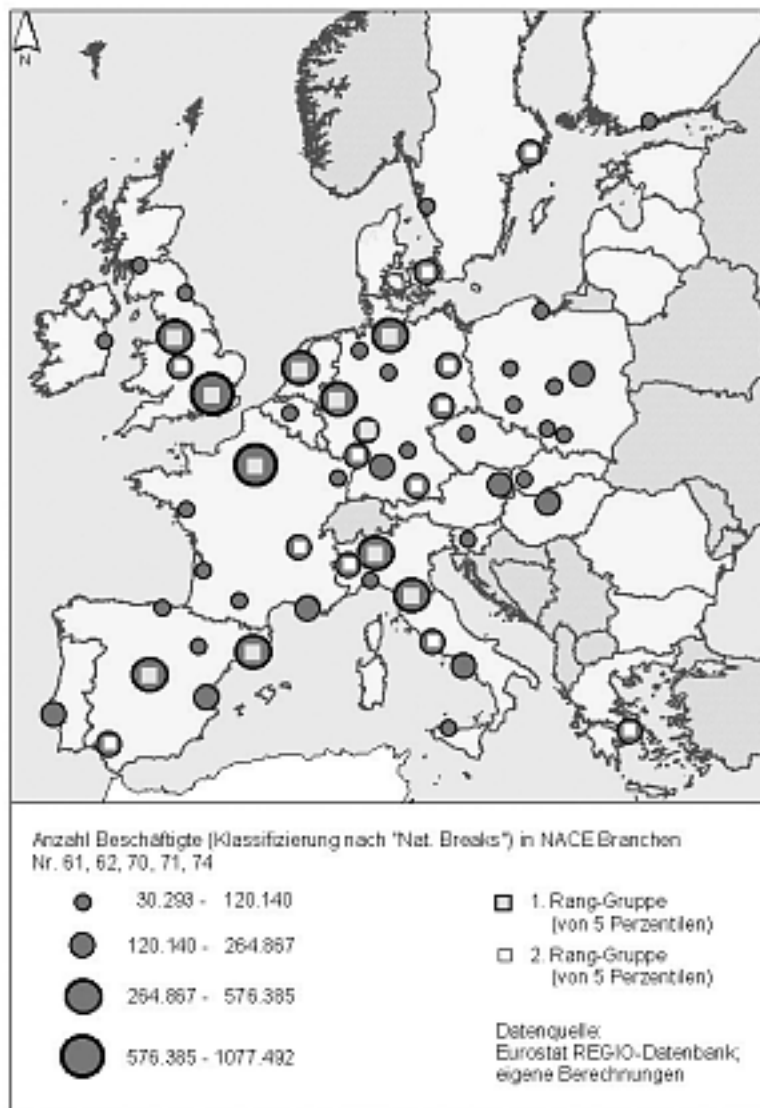 N
Anzahl Beschäftigte (Klassifizierung nach "Nat. Breaks") in NACE Branchen
Nr. 61, 62, 70, 71, 74
30.293 - 120.140
120.140 - 264.867
264.867 - 576.385
576.385 - 1077.492
1. Rang-Gruppe
(von 5 Perzentilen)
2. Rang-Gruppe
(von 5 Perzentilen)
Datenquelle:
Eurostat REGIO-Datenbank;
eigene Berechnungen